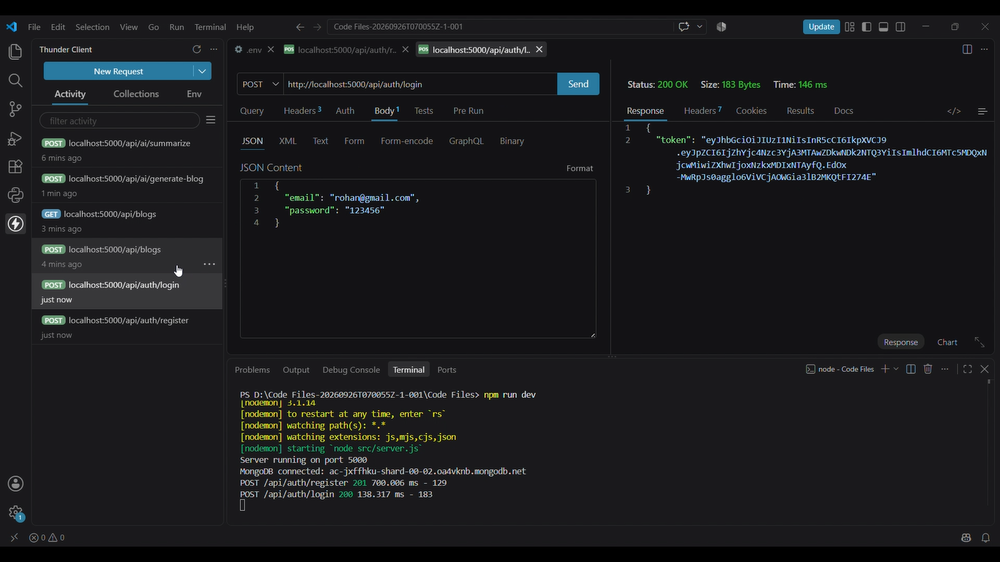 File Edit Selection View Go Run Terminal Help
Code Files-20260926T070055Z-1-001
Update
Thunder Client
New Request
Activity Collections Env
filter activity
POST localhost:5000/api/ai/summarize
6 mins ago
POST localhost:5000/api/ai/generate-blog
1 min ago
GET localhost:5000/api/blogs
3 mins ago
POST localhost:5000/api/blogs
4 mins ago
POST localhost:5000/api/auth/login
just now
POST localhost:5000/api/auth/register
just now
1
.env POS localhost:5000/api/auth/r.. POS localhost:5000/api/auth/l..
POST http://localhost:5000/api/auth/login Send
Query Headers 3 Auth Body 1 Tests Pre Run
JSON XML Text Form Form-encode GraphQL Binary
JSON Content Format
1 {
2 "email": "rohan@gmail.com",
3 "password": "123456"
4 }
Status: 200 OK Size: 183 Bytes Time: 146 ms
Response Headers 7 Cookies Results Docs </>
1 {
2 "token": "eyJhbGciOiJIUzI1NiIsInR5cCI6IkpXVCJ9
.eyJpZCI6IjZhYjc4Nzc3YjA3MTAwZDkwNDk2NTQ3YiIsImlhdCI6MTc5MDQxN
jcwMiwiZXhwIjoxNzkxMDIxNTAyfQ.EdOx
-MwRpJs0agglo6ViVCjAOWGia3lB2MKQtFI274E"
3 }
Response Chart
Problems Output Debug Console Terminal Ports
node - Code Files
PS D:\Code Files-20260926T070055Z-1-001\Code Files> npm run dev
[nodemon] 3.1.14
[nodemon] to restart at any time, enter `rs`
[nodemon] watching path(s): *.*
[nodemon] watching extensions: js,mjs,cjs,json
[nodemon] starting `node src/server.js`
Server running on port 5000
MongoDB connected: ac-jxffhku-shard-00-02.oa4vknb.mongodb.net
POST /api/auth/register 201 700.006 ms - 129
POST /api/auth/login 200 138.317 ms - 183
0 0